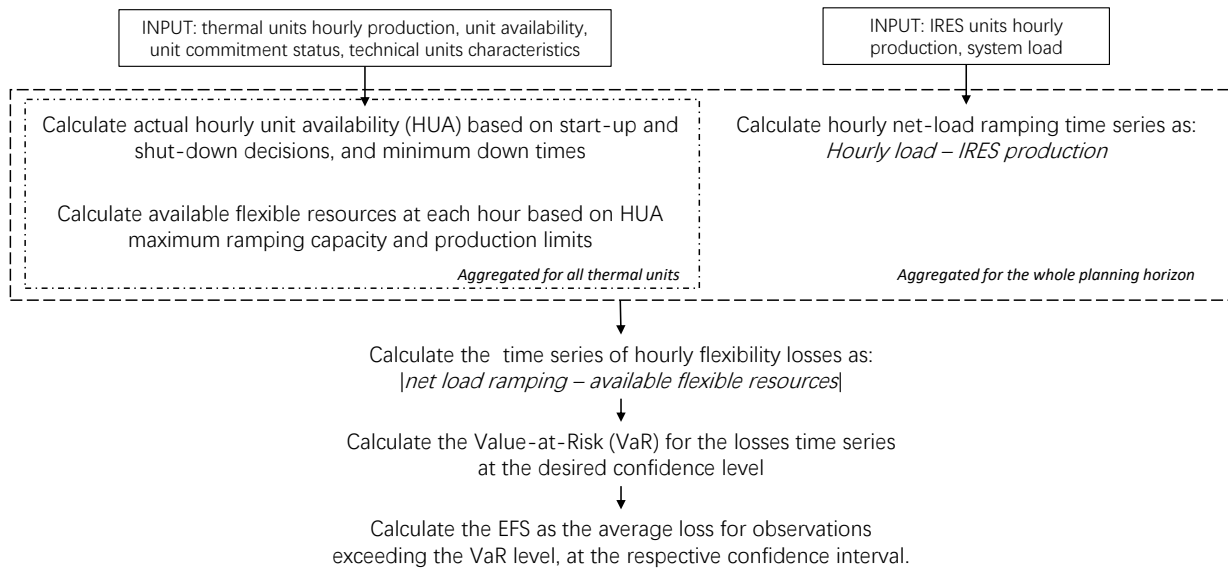 INPUT: thermal units hourly production, unit availability,
unit commitment status, technical units characteristics
INPUT: IRES units hourly
production, system load
Calculate actual hourly unit availability (HUA) based on start-up and
shut-down decisions, and minimum down times
Calculate available flexible resources at each hour based on HUA
maximum ramping capacity and production limits
Aggregated for all thermal units
Calculate hourly net-load ramping time series as:
Hourly load – IRES production
Aggregated for the whole planning horizon
Calculate the time series of hourly flexibility losses as:
|net load ramping – available flexible resources|
Calculate the Value-at-Risk (VaR) for the losses time series
at the desired confidence level
Calculate the EFS as the average loss for observations
exceeding the VaR level, at the respective confidence interval.